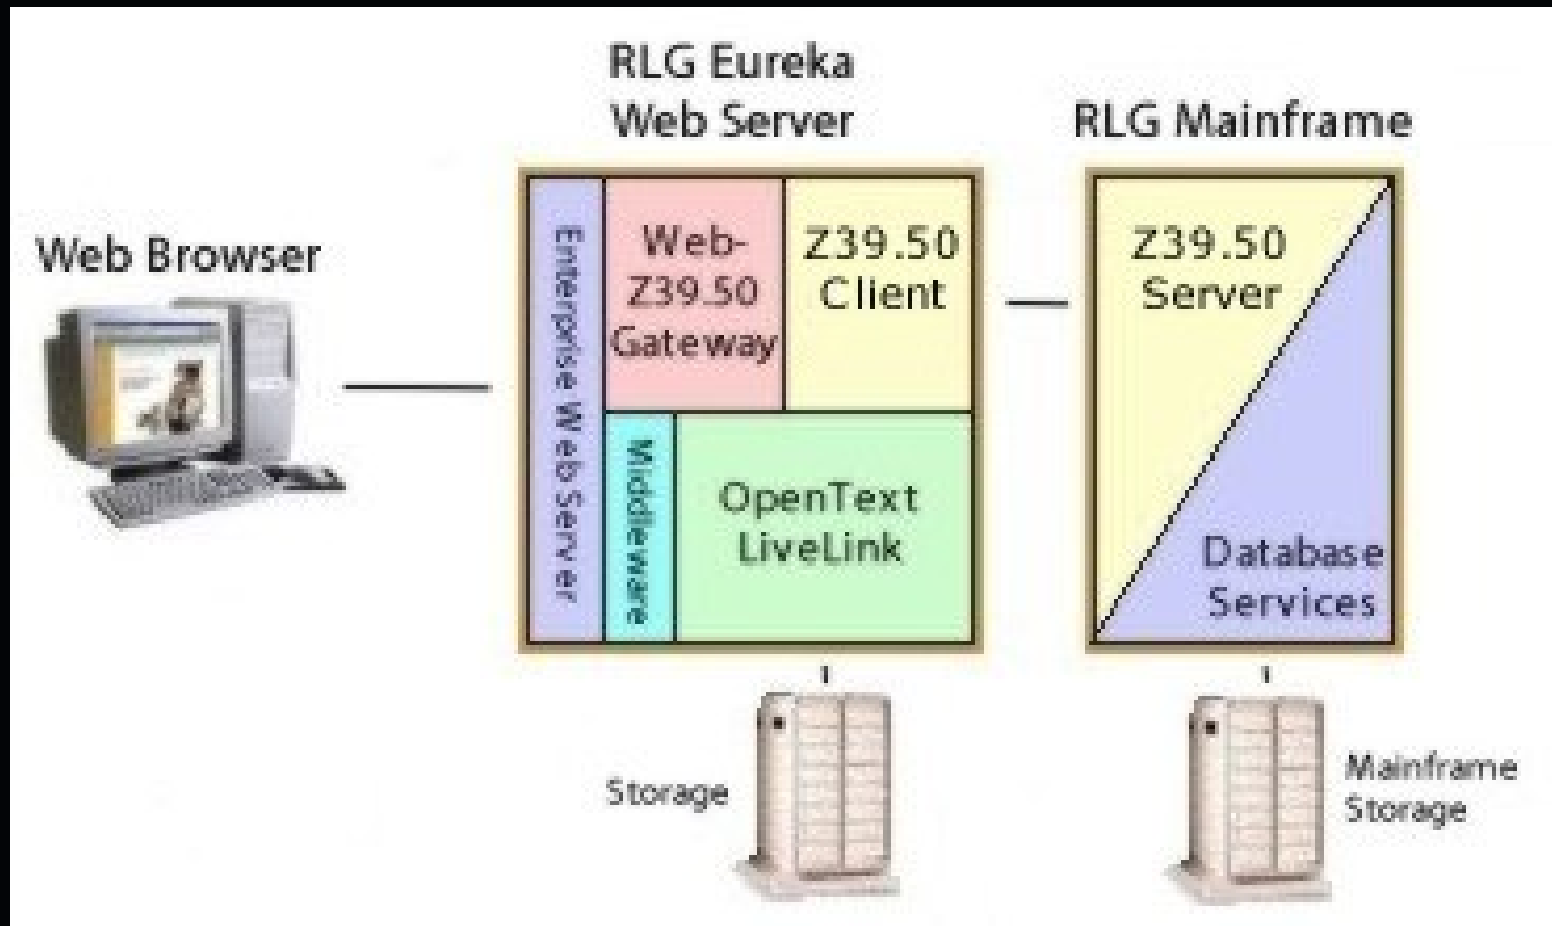 RLG Eureka
Web Server
RLG Mainframe
Web Browser
Enterprise Web Server
Web-
Z39.50
Gateway
Z39.50
Client
Middleware
OpenText
LiveLink
Z39.50
Server
Database
Services
Storage
Mainframe
Storage